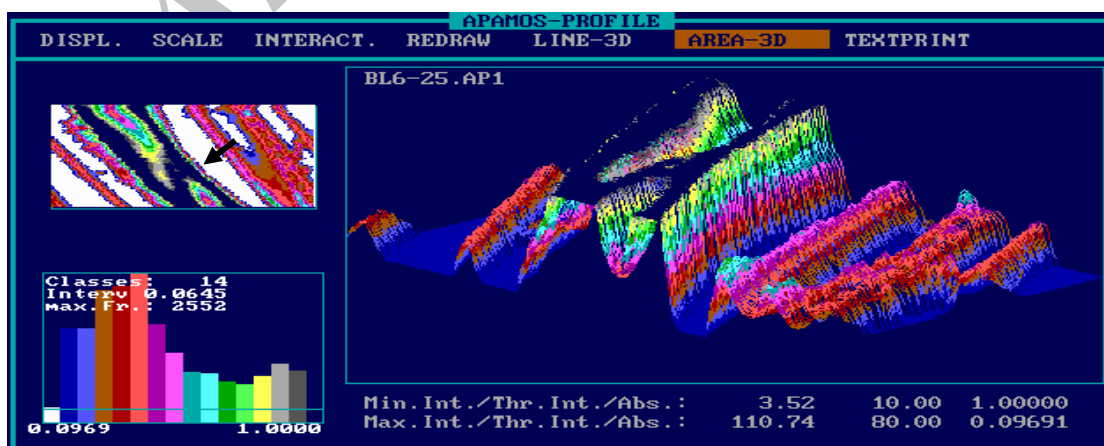 APAMOS-PROFILE
DISPL. SCALE INTERACT. REDRAW LINE-3D AREA-3D TEXTPRINT
BL6-25.AP1
Classes: 14
Interv 0.0645
max.Fr.: 2552
0.0969 1.0000
Min.Int./Thr.Int./Abs.: 3.52 10.00 1.00000
Max.Int./Thr.Int./Abs.: 110.74 80.00 0.09691